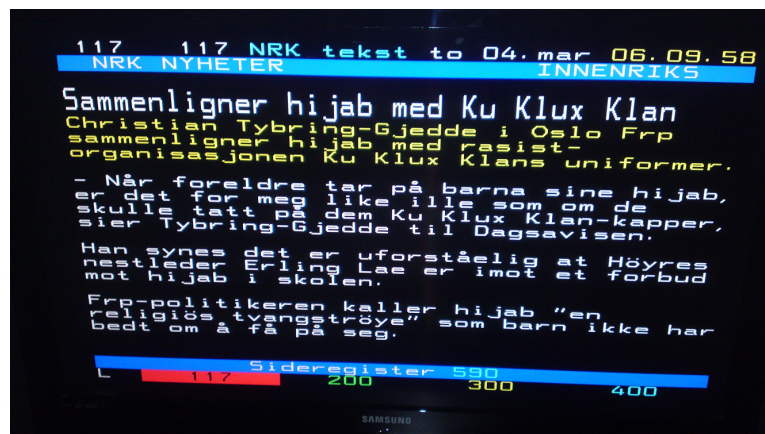 117 117 NRK tekst to 04. mar 06.09.58
NRK NYHETER INNENRIKS
Sammenligner hijab med Ku Klux Klan
Christian Tybring-Gjedde i Oslo Frp
sammenligner hijab med rasist-
organisasjonen Ku Klux Klans uniformer.
- Når foreldre tar på barna sine hijab,
er det for meg like ille som om de
skulle tatt på dem Ku Klux Klan-kapper,
sier Tybring-Gjedde til Dagsavisen.
Han synes det er uforståelig at Höyres
nestleder Erling Lae er imot et forbud
mot hijab i skolen.
Frp-politikeren kaller hijab "en
religiös tvangströye" som barn ikke har
bedt om å få på seg.
Sideregister 590
L 117 200 300 400
SAMSUNG